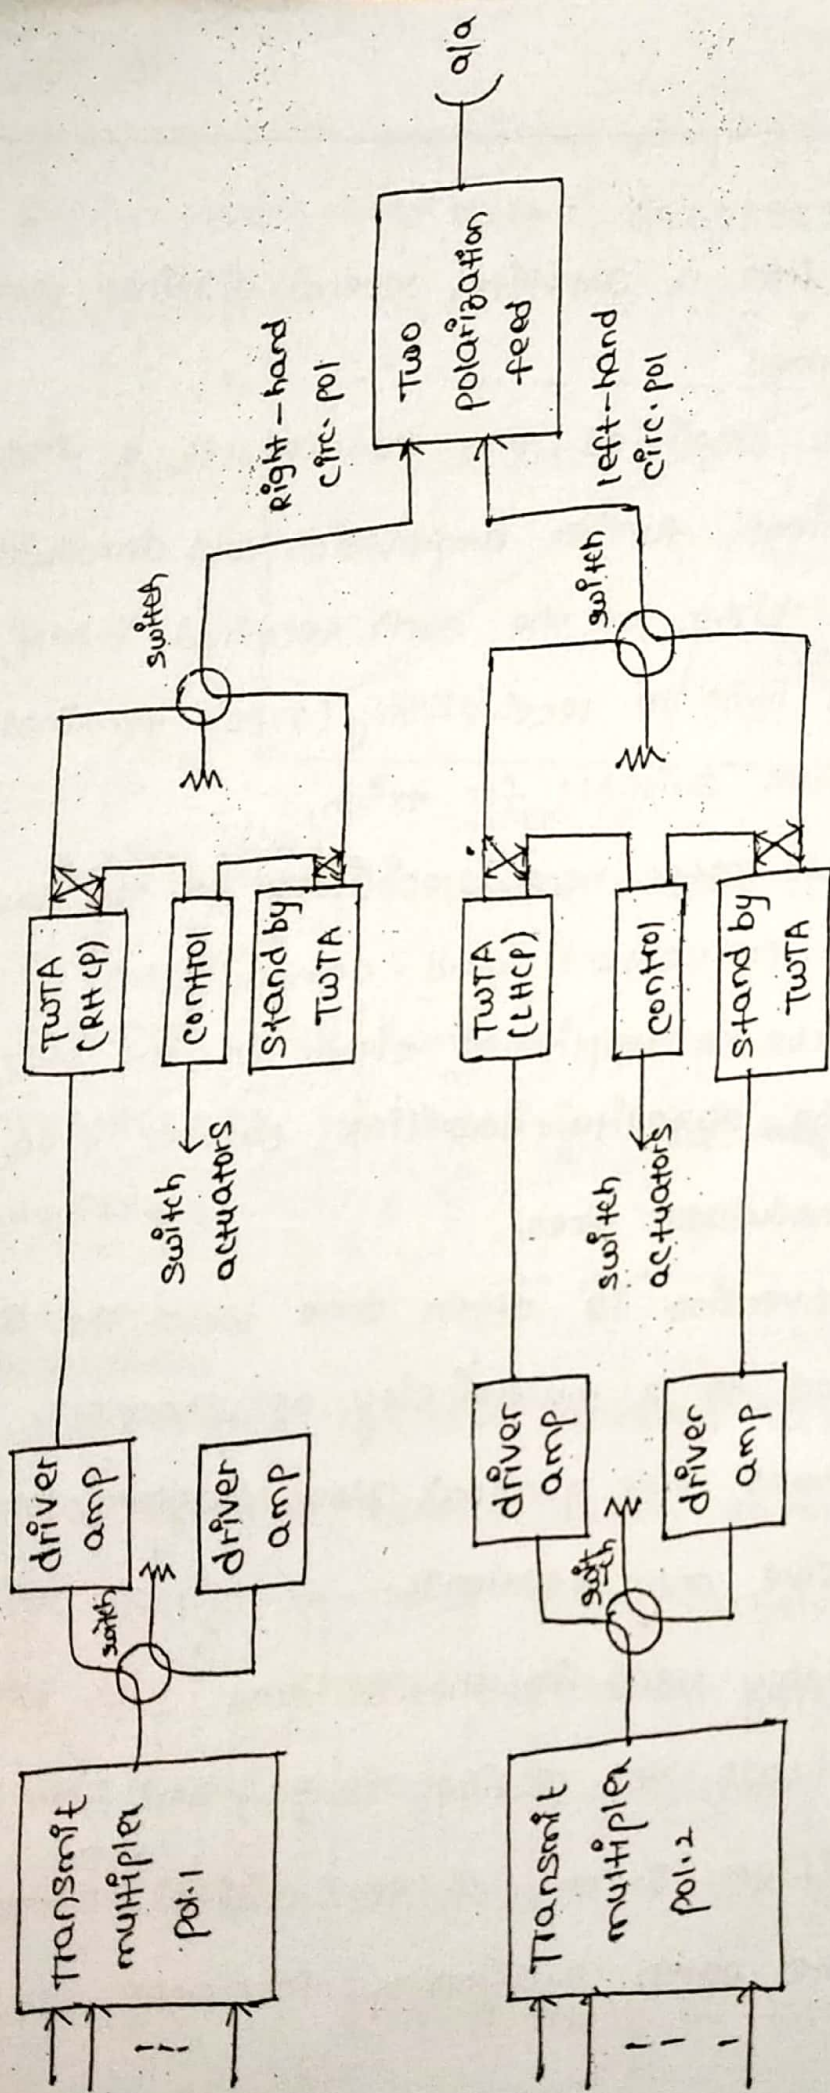 Transmit
multiplex
pol.1
switch
driver
amp
driver
amp
TWTA
(RHCP)
control
Stand by
TWTA
switch
actuators
switch
Right-hand
circ. pol
Two
polarization
feed
a/a
left-hand
circ. pol
Transmit
multiplex
pol.2
swit
ch
driver
amp
driver
amp
TWTA
(LHCP)
control
stand by
TWTA
switch
actuators
switch